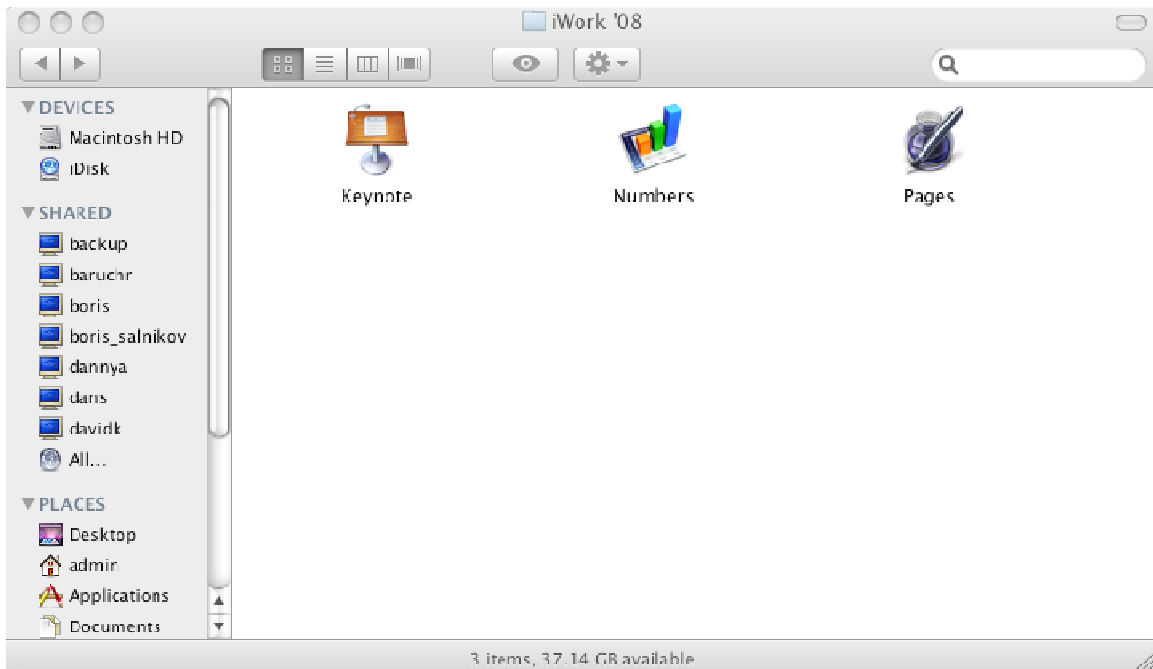 iWork '08
DEVICES
Macintosh HD
iDisk
SHARED
backup
baruchr
boris
boris_salnikov
dannya
danis
davidk
All...
PLACES
Desktop
admin
Applications
Documents
Keynote
Numbers
Pages
3 items, 37.14 GB available